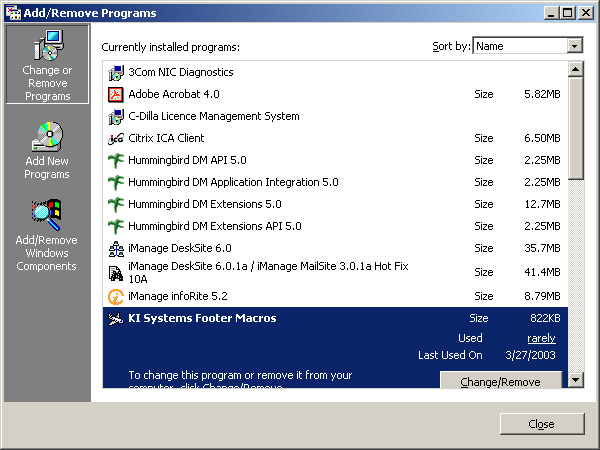 Add/Remove Programs
Change or
Remove
Programs
Add New
Programs
Add/Remove
Windows
Components
Currently installed programs:
Sort by: Name
3Com NIC Diagnostics
Adobe Acrobat 4.0 Size 5.82MB
C-Dilla Licence Management System
Citrix ICA Client Size 6.50MB
Hummingbird DM API 5.0 Size 2.25MB
Hummingbird DM Application Integration 5.0 Size 2.25MB
Hummingbird DM Extensions 5.0 Size 12.7MB
Hummingbird DM Extensions API 5.0 Size 2.25MB
iManage DeskSite 6.0 Size 35.7MB
iManage DeskSite 6.0.1a / iManage MailSite 3.0.1a Hot Fix
10A Size 41.4MB
iManage infoRite 5.2 Size 8.79MB
KI Systems Footer Macros Size 822KB
Used rarely
Last Used On 3/27/2003
To change this program or remove it from your
computer, click Change/Remove.
Change/Remove
Close